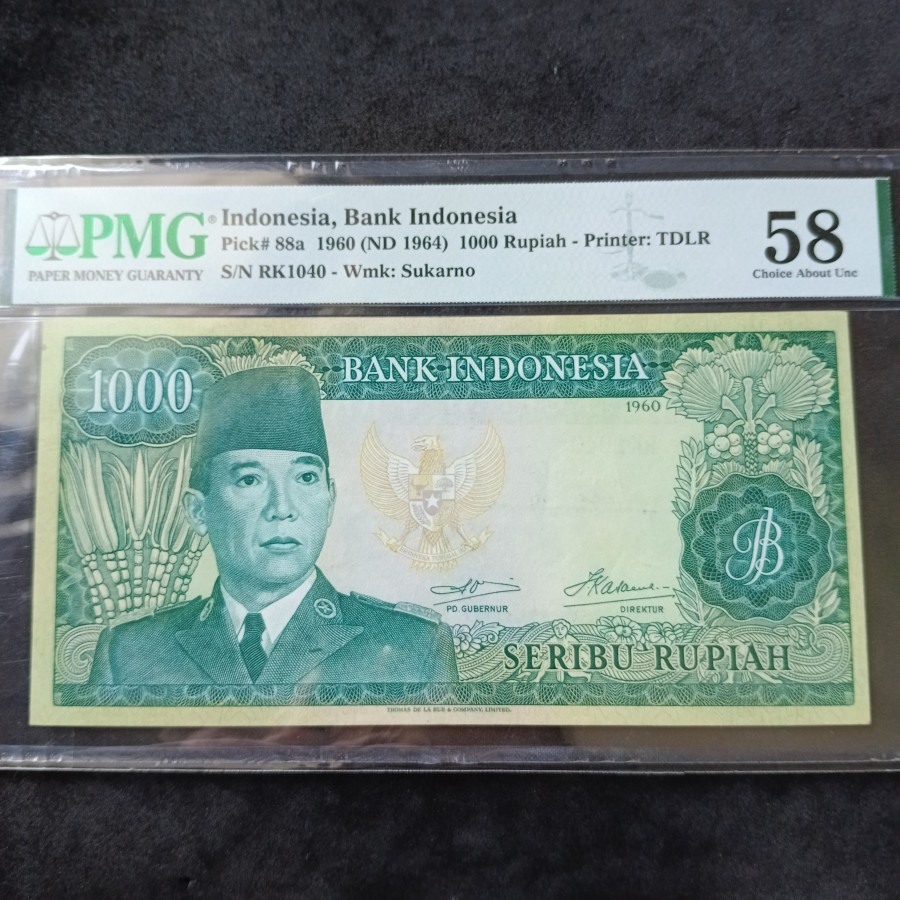 PMG®
PAPER MONEY GUARANTY
Indonesia, Bank Indonesia
Pick# 88a 1960 (ND 1964) 1000 Rupiah - Printer: TDLR
S/N RK1040 - Wmk: Sukarno
58
Choice About Unc
1000
BANK INDONESIA
1960
PD. GUBERNUR
DIREKTUR
SERIBU RUPIAH
THOMAS DE LA RUE & COMPANY, LIMITED.